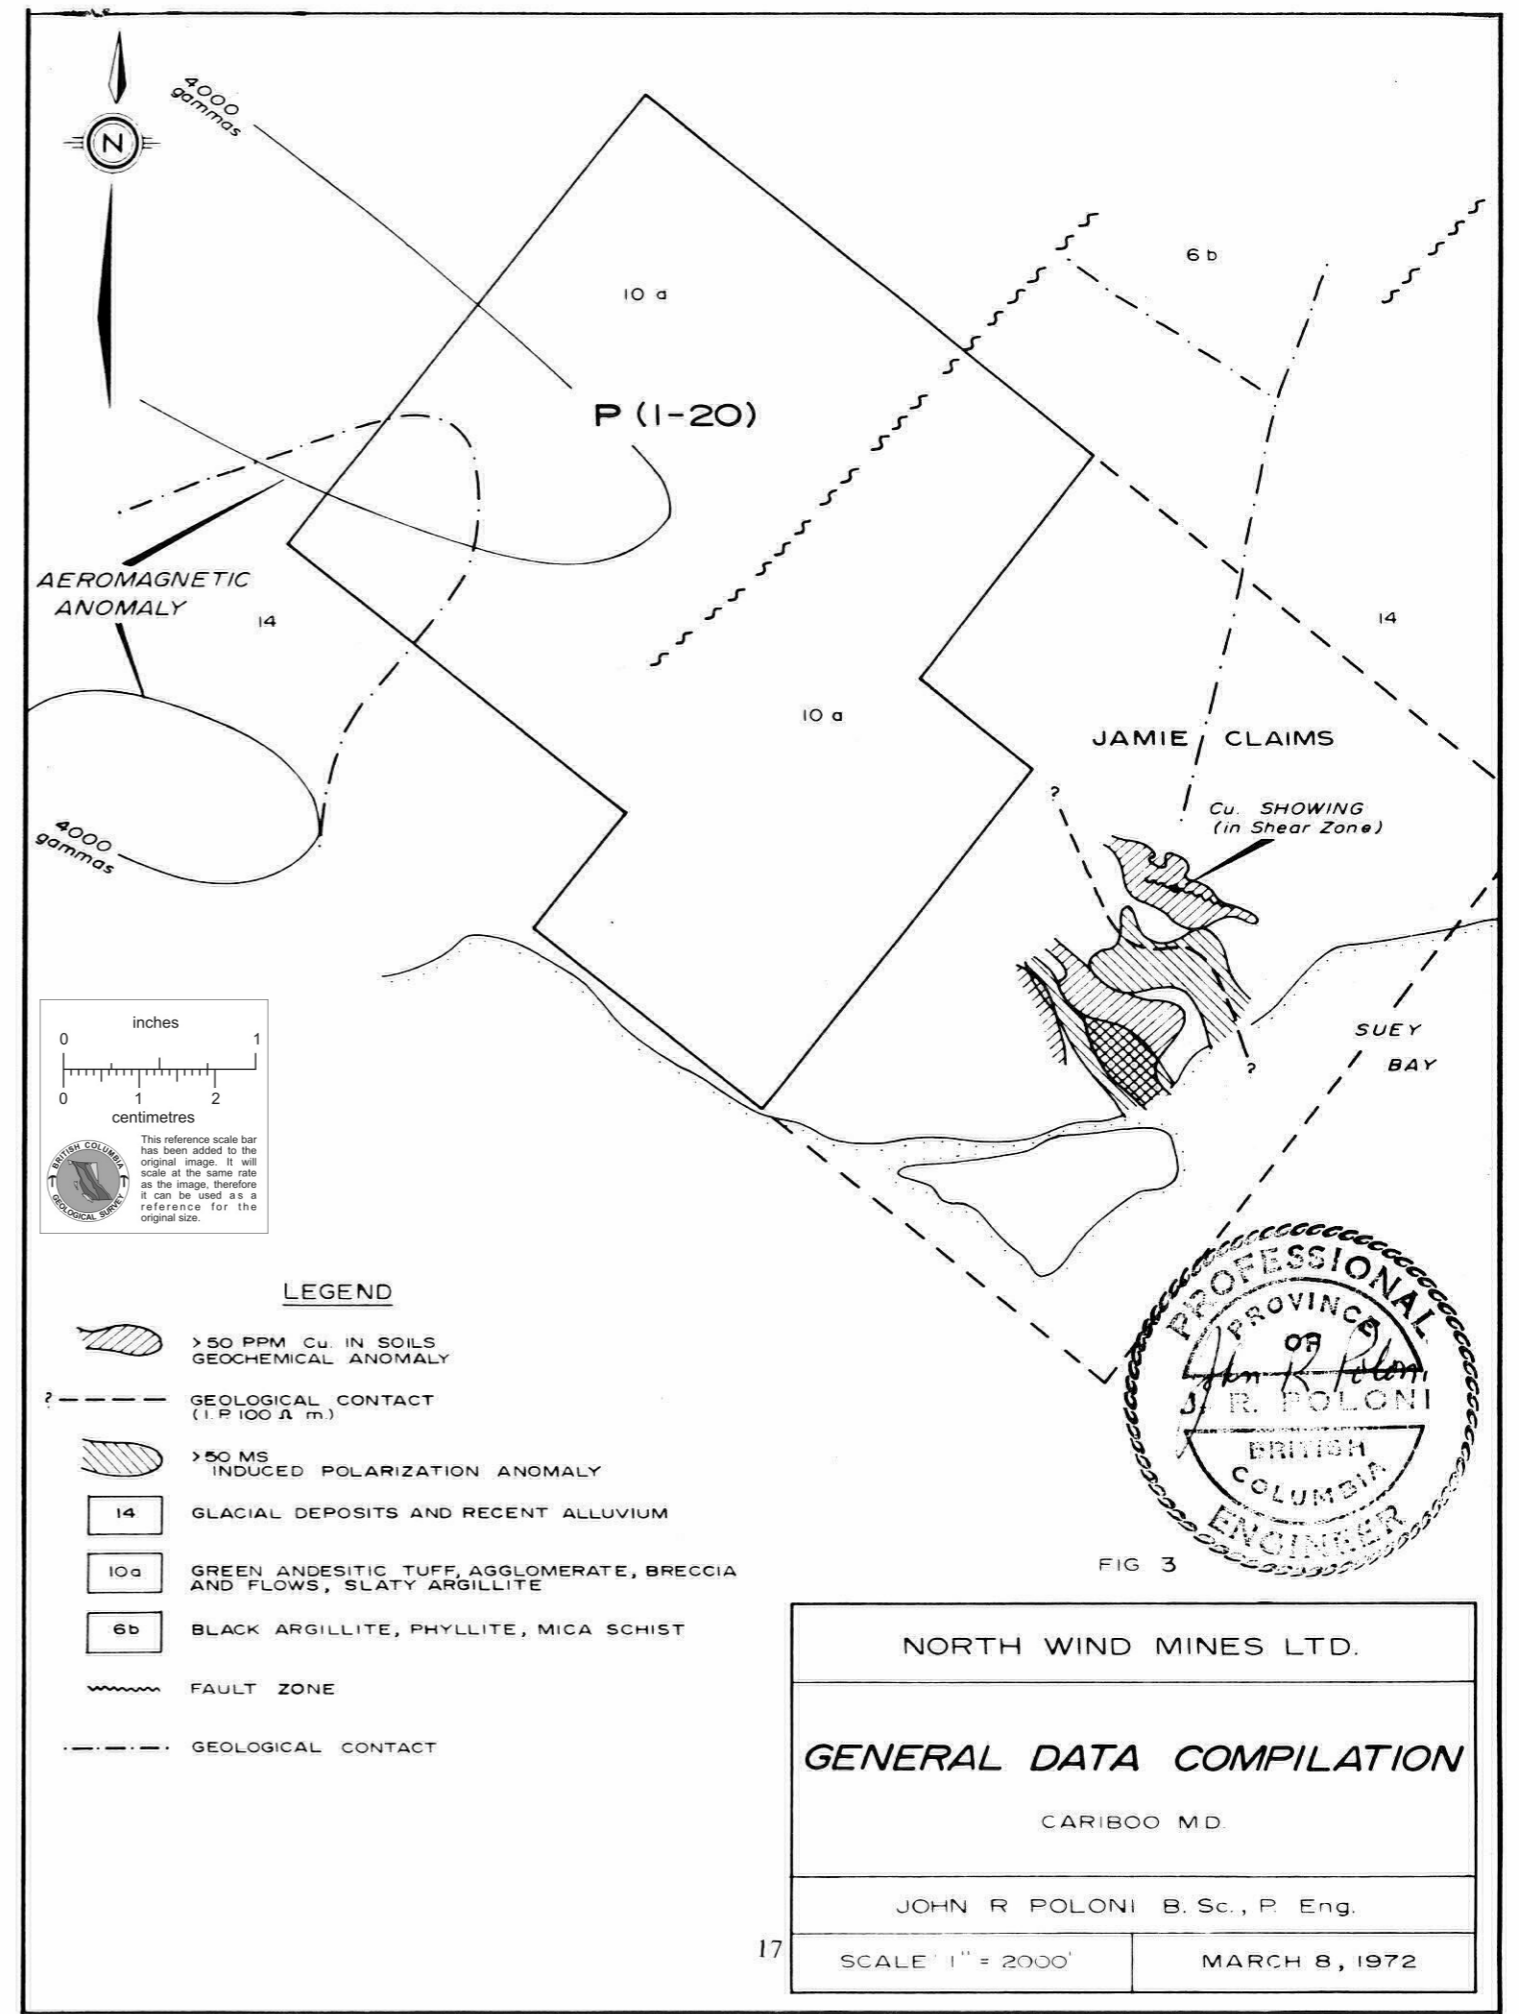 N
4000
gammas
6 b
10 a
P (1-20)
AEROMAGNETIC
ANOMALY
14
14
10 a
JAMIE CLAIMS
?
Cu. SHOWING
(in Shear Zone)
4000
gammas
SUEY
BAY
?
inches
0 1
0 1 2
centimetres
BRITISH COLUMBIA
GEOLOGICAL SURVEY
This reference scale bar
has been added to the
original image. It will
scale at the same rate
as the image, therefore
it can be used as a
reference for the
original size.
LEGEND
>50 PPM Cu. IN SOILS
GEOCHEMICAL ANOMALY
?
GEOLOGICAL CONTACT
(I.P. 100 Ω m.)
>50 MS
INDUCED POLARIZATION ANOMALY
14 GLACIAL DEPOSITS AND RECENT ALLUVIUM
10a GREEN ANDESITIC TUFF, AGGLOMERATE, BRECCIA
AND FLOWS, SLATY ARGILLITE
6b BLACK ARGILLITE, PHYLLITE, MICA SCHIST
FAULT ZONE
GEOLOGICAL CONTACT
PROFESSIONAL
PROVINCE
OF
John R Poloni
J. R. POLONI
BRITISH
COLUMBIA
ENGINEER
FIG 3
NORTH WIND MINES LTD.
GENERAL DATA COMPILATION
CARIBOO M.D.
JOHN R POLONI B. Sc., P. Eng.
SCALE 1" = 2000'
MARCH 8, 1972
17